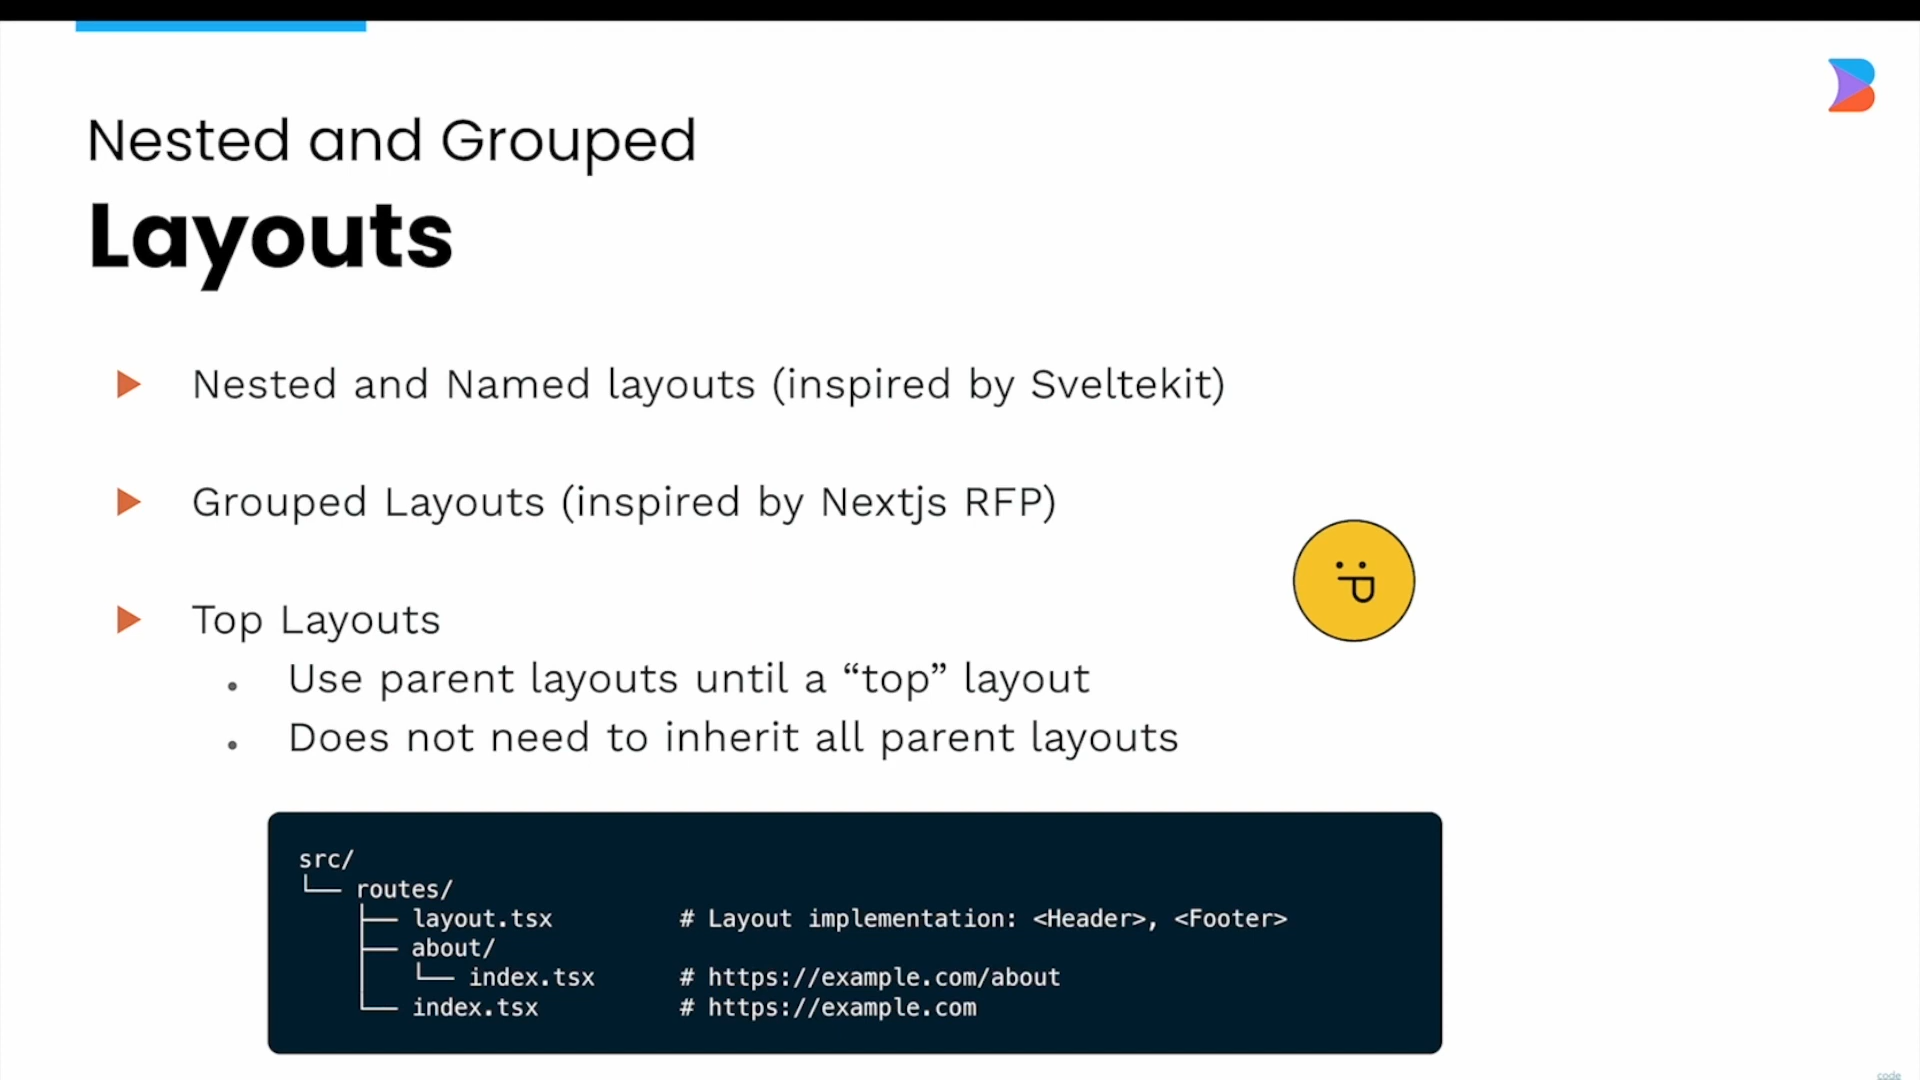 Nested and Grouped
Layouts
Nested and Named layouts (inspired by Sveltekit)
Grouped Layouts (inspired by Nextjs RFP)
Top Layouts
Use parent layouts until a “top” layout
Does not need to inherit all parent layouts
src/
└── routes/
    ├── layout.tsx         # Layout implementation: <Header>, <Footer>
    ├── about/
    │   └── index.tsx      # https://example.com/about
    └── index.tsx          # https://example.com
code